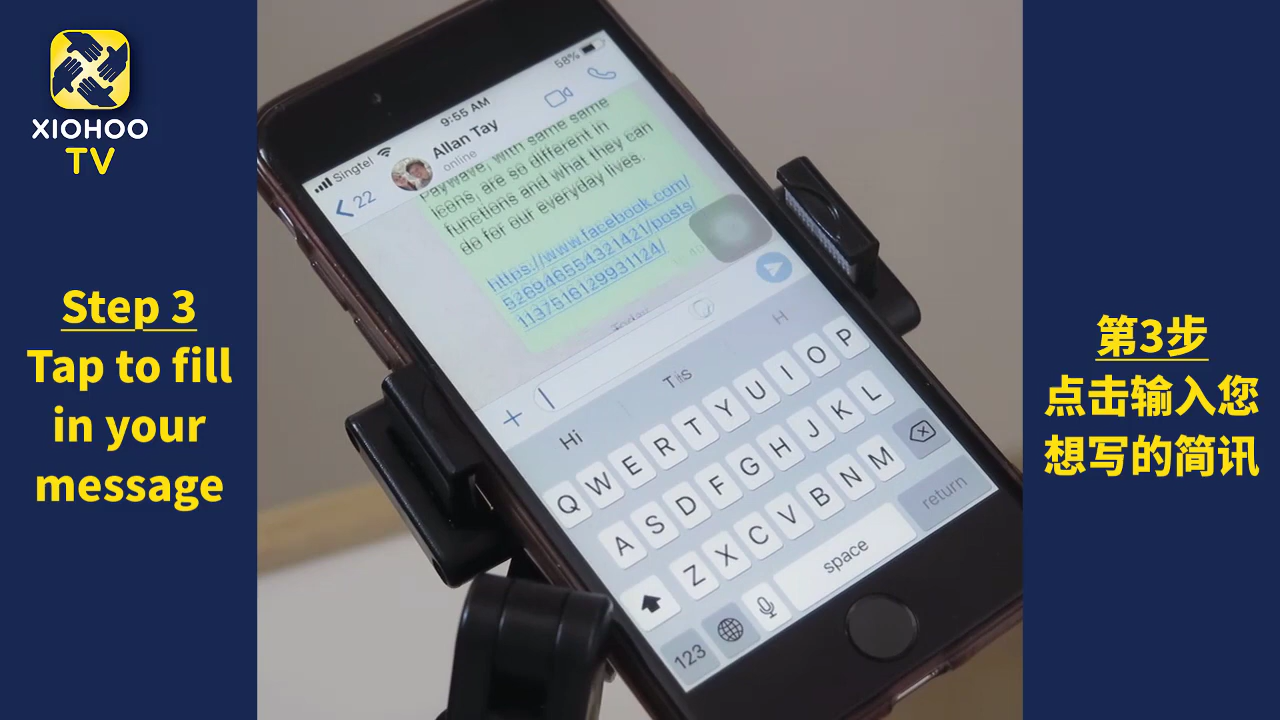 XIOHOO
TV
Step 3
Tap to fill
in your
message
Singtel
9:55 AM
58%
22
Allan Tay
online
Paywave, with same same
icons, are so different in
functions and what they can
do for our everyday lives.
https://www.facebook.com/
526946554321421/posts/
1137516129931124/
Today
Hi
H
Q W E R T Y U I O P
A S D F G H J K L
Z X C V B N M
123
space
return
第3步
点击输入您
想写的简讯